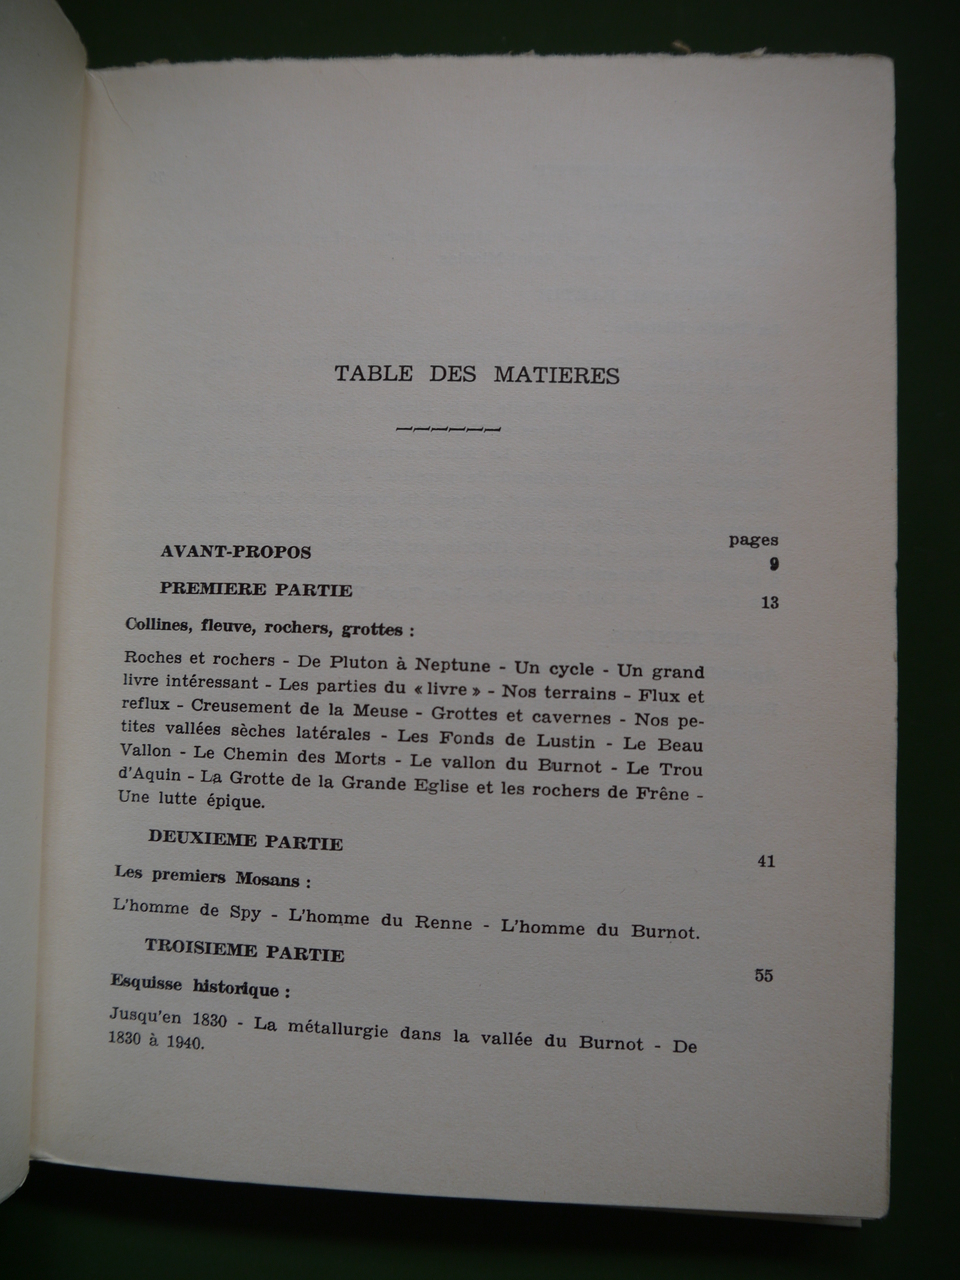 TABLE DES MATIERES
pages
AVANT-PROPOS 9
PREMIERE PARTIE 13
Collines, fleuve, rochers, grottes :
Roches et rochers - De Pluton à Neptune - Un cycle - Un grand
livre intéressant - Les parties du « livre » - Nos terrains - Flux et
reflux - Creusement de la Meuse - Grottes et cavernes - Nos pe-
tites vallées sèches latérales - Les Fonds de Lustin - Le Beau
Vallon - Le Chemin des Morts - Le vallon du Burnot - Le Trou
d'Aquin - La Grotte de la Grande Eglise et les rochers de Frêne -
Une lutte épique.
DEUXIEME PARTIE 41
Les premiers Mosans :
L'homme de Spy - L'homme du Renne - L'homme du Burnot.
TROISIEME PARTIE 55
Esquisse historique :
Jusqu'en 1830 - La métallurgie dans la vallée du Burnot - De
1830 à 1940.